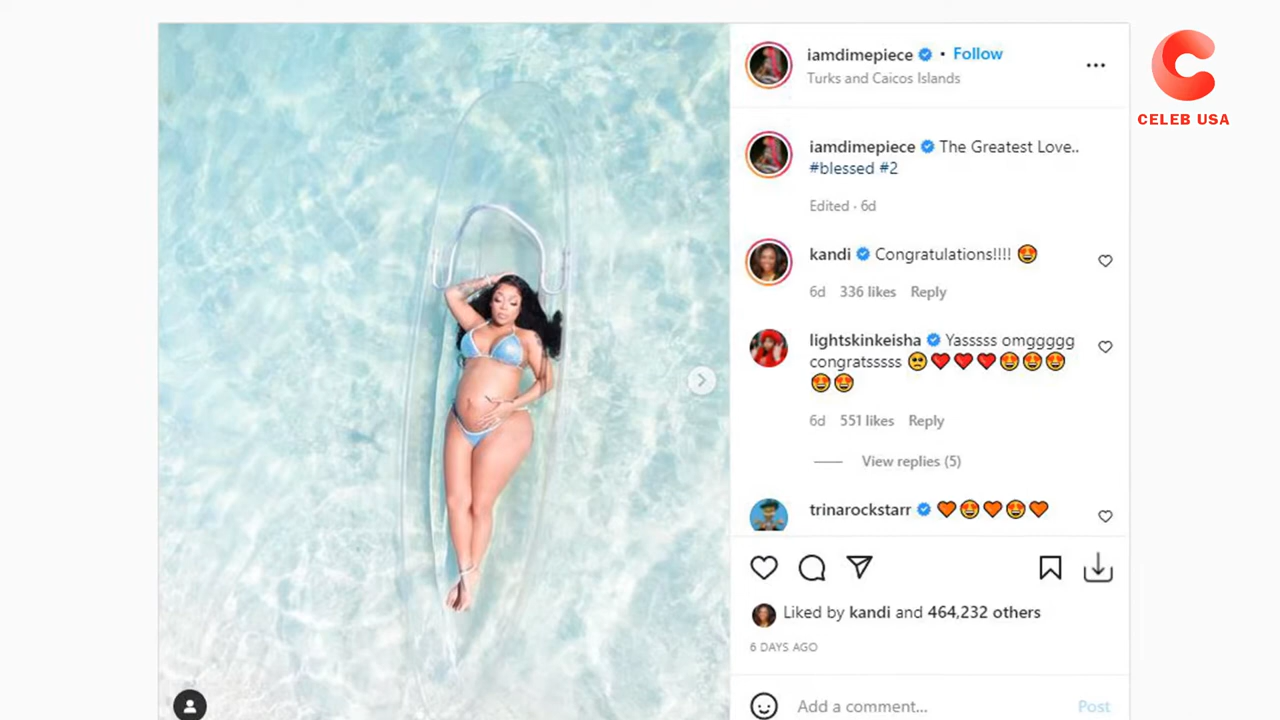 iamdimepiece • Follow
Turks and Caicos Islands
CELEB USA
iamdimepiece The Greatest Love..
#blessed #2
Edited · 6d
kandi Congratulations!!!! 😍
6d 336 likes Reply
lightskinkeisha Yasssss omggggg
congratsssss 🥺❤️❤️❤️😍😍😍
😍😍
6d 551 likes Reply
View replies (5)
trinarockstarr 🧡😍🧡😍🧡
Liked by kandi and 464,232 others
6 DAYS AGO
Add a comment... Post